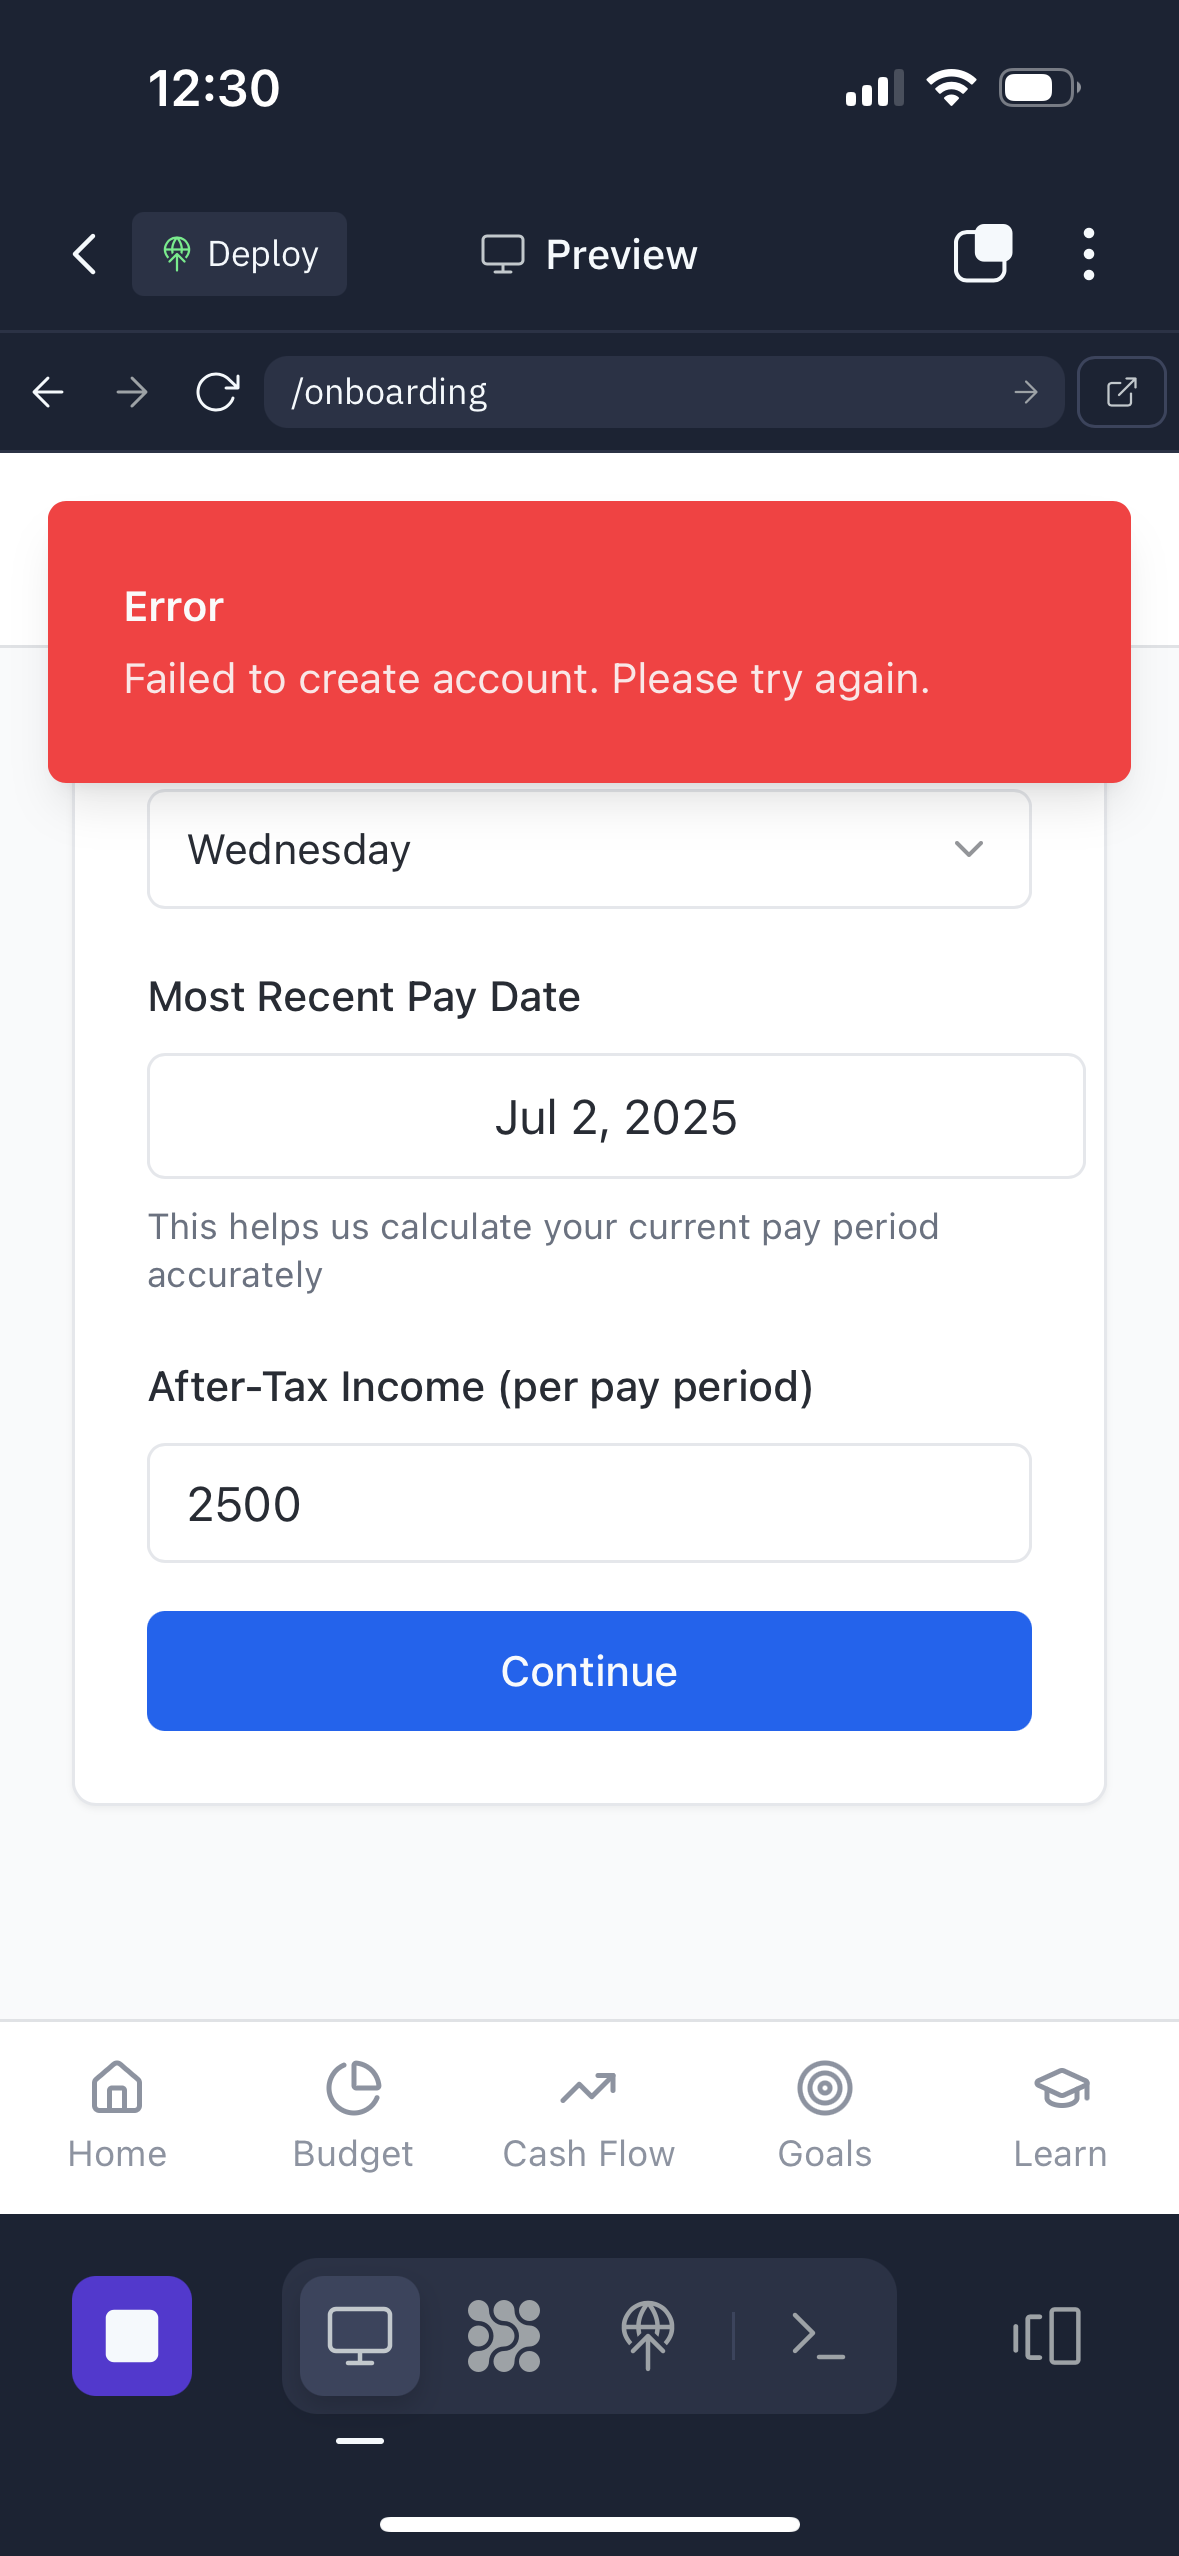 12:30
Deploy
Preview
/onboarding
Error
Failed to create account. Please try again.
Wednesday
Most Recent Pay Date
Jul 2, 2025
This helps us calculate your current pay period
accurately
After-Tax Income (per pay period)
2500
Continue
Home
Budget
Cash Flow
Goals
Learn